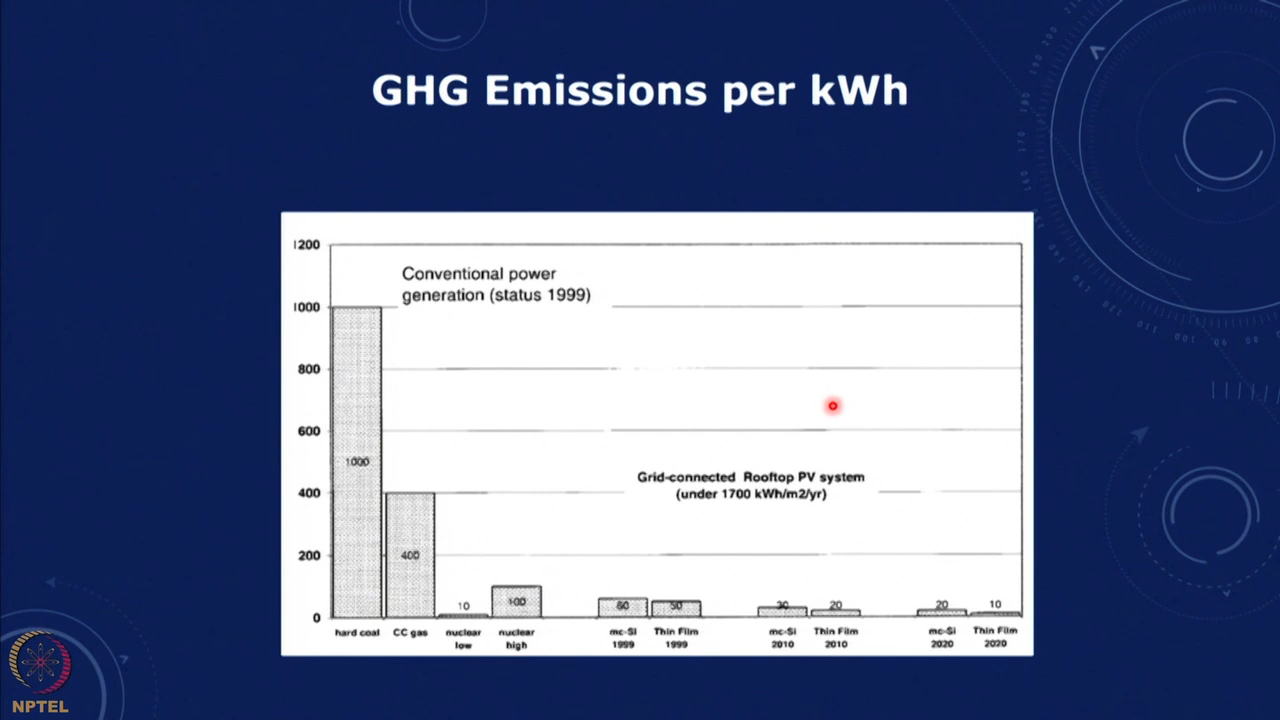 GHG Emissions per kWh
1200
1000
800
600
400
200
0
Conventional power
generation (status 1999)
Grid-connected Rooftop PV system
(under 1700 kWh/m2/yr)
1000
400
10
100
60
50
30
20
20
10
hard coal
CC gas
nuclear
low
nuclear
high
mc-Si
1999
Thin Film
1999
mc-Si
2010
Thin Film
2010
mc-Si
2020
Thin Film
2020
NPTEL